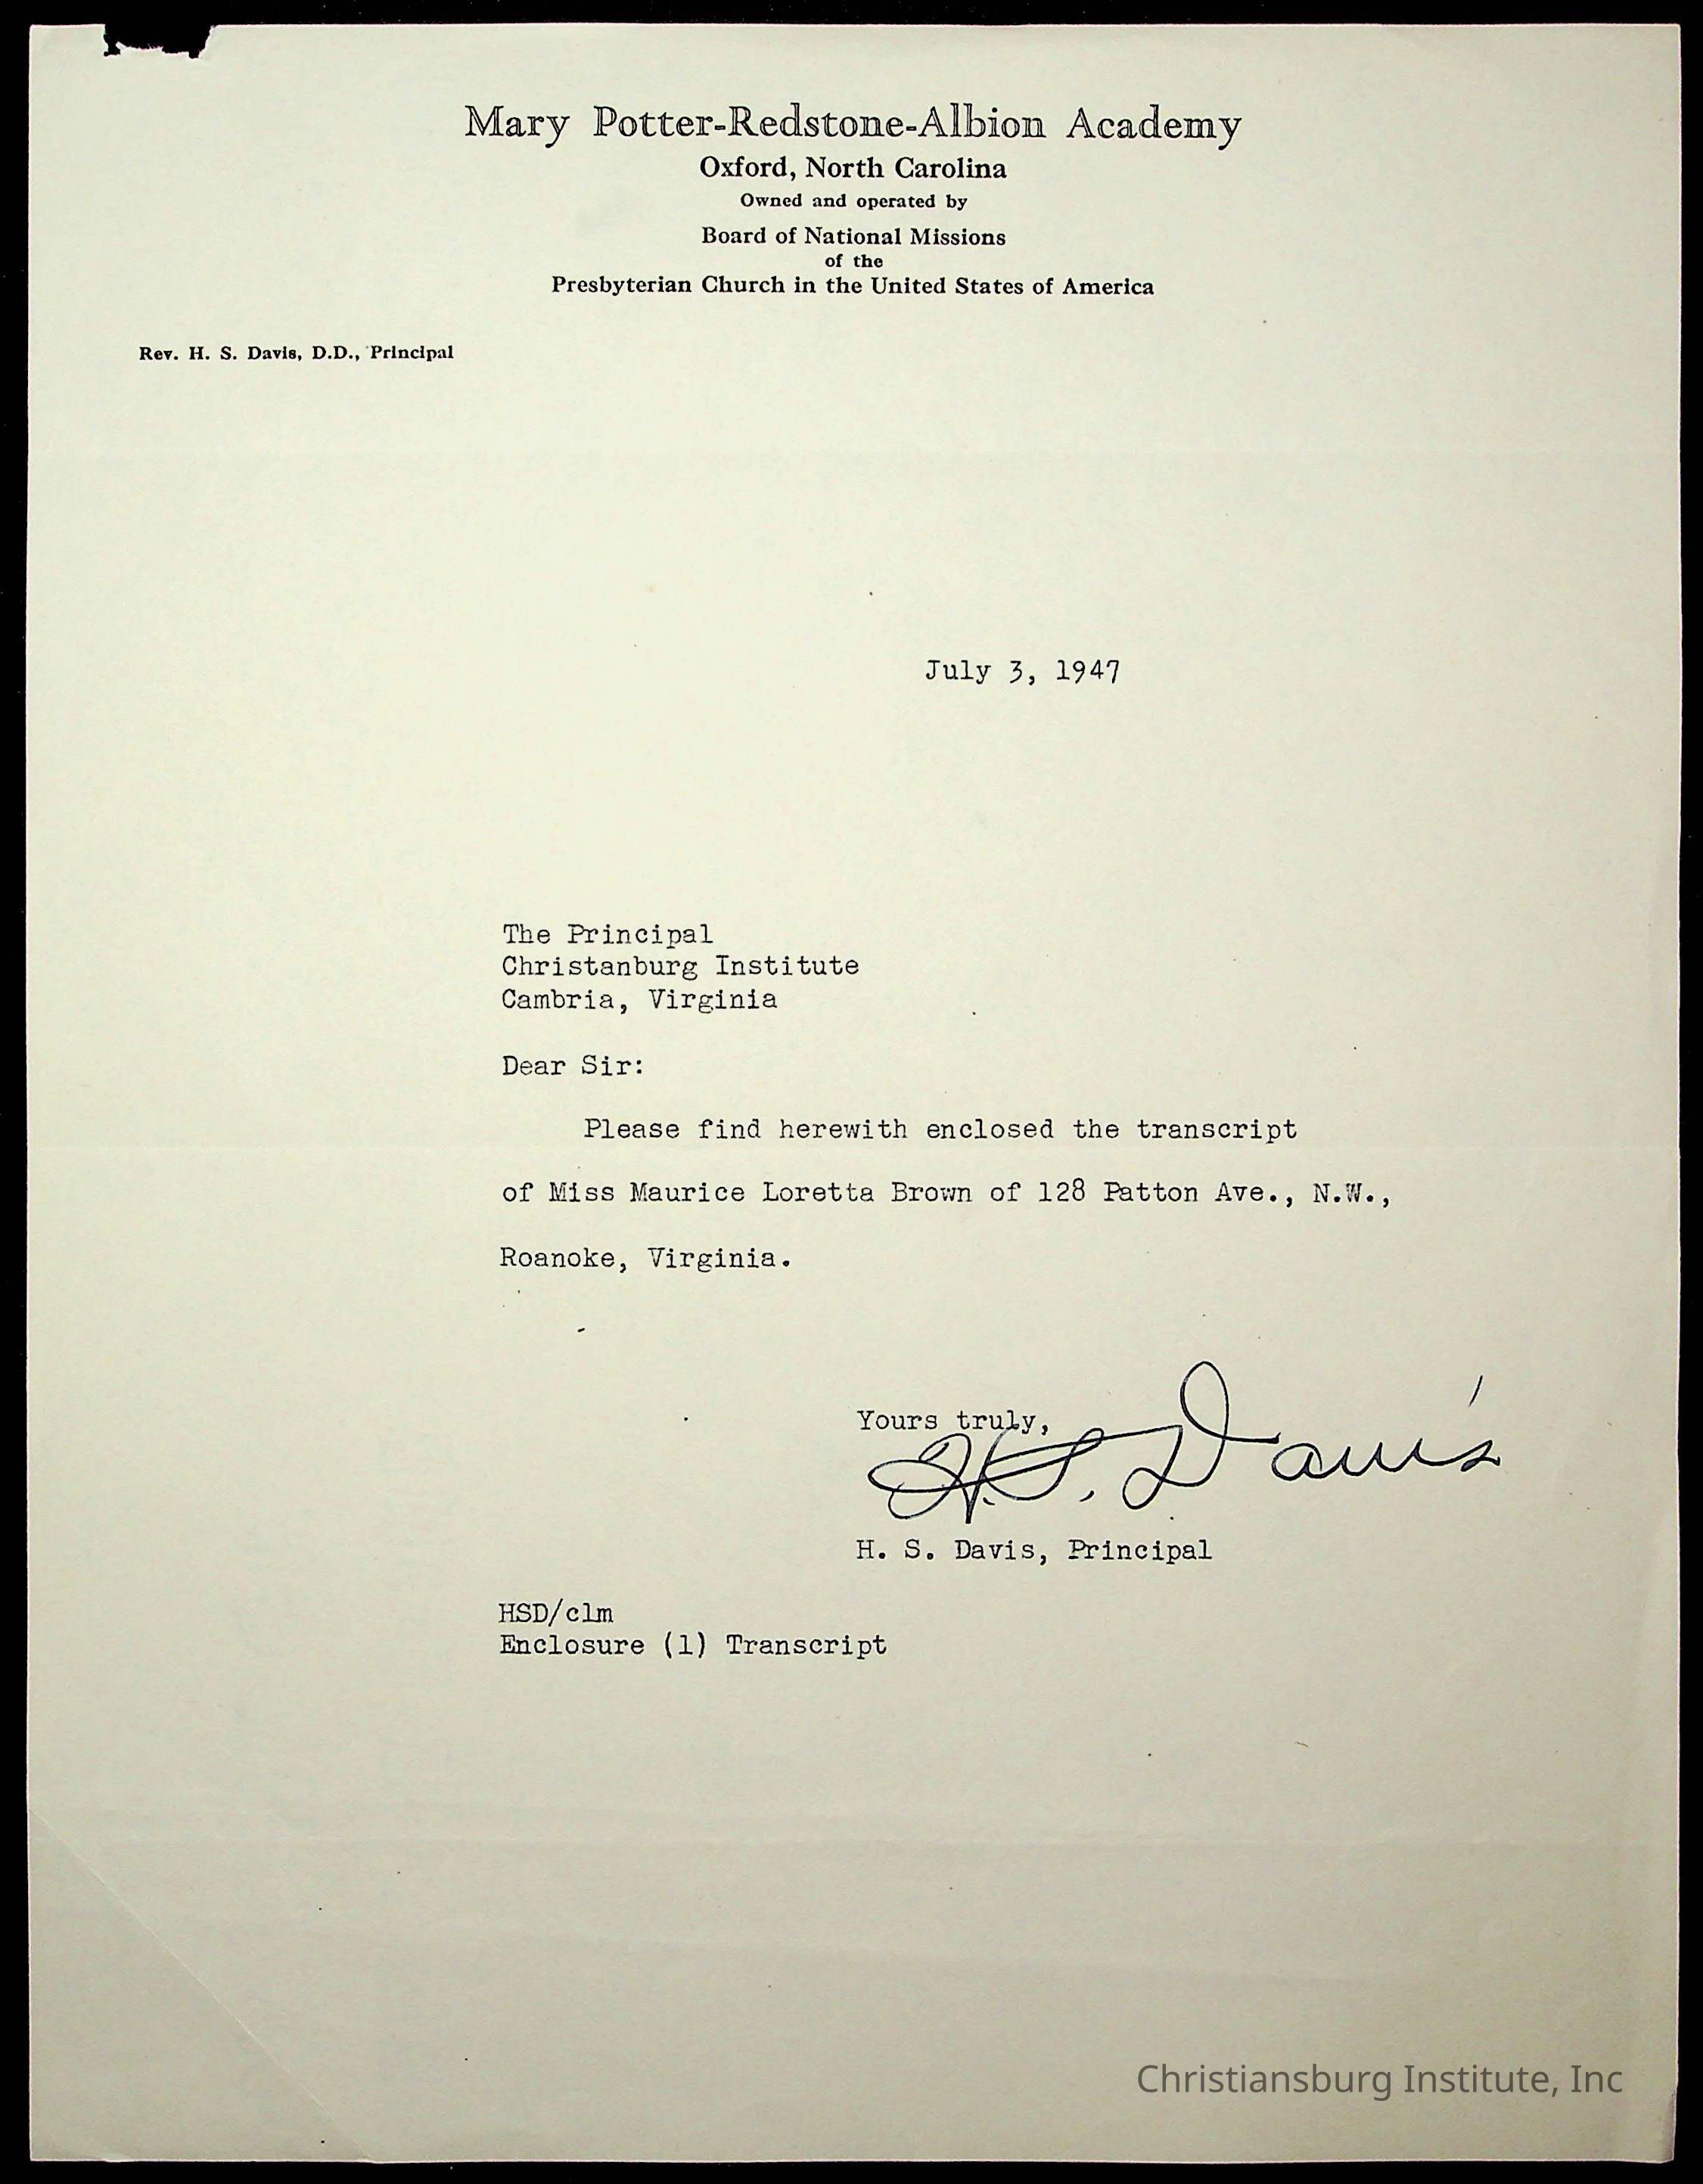 Mary Potter-Redstone-Albion Academy
Oxford, North Carolina
Owned and operated by
Board of National Missions
of the
Presbyterian Church in the United States of America
Rev. H. S. Davis, D.D., Principal
July 3, 1947
The Principal
Christanburg Institute
Cambria, Virginia
Dear Sir:
Please find herewith enclosed the transcript
of Miss Maurice Loretta Brown of 128 Patton Ave., N.W.,
Roanoke, Virginia.
Yours truly,
H. S. Davis
H. S. Davis, Principal
HSD/clm
Enclosure (1) Transcript
Christiansburg Institute, Inc